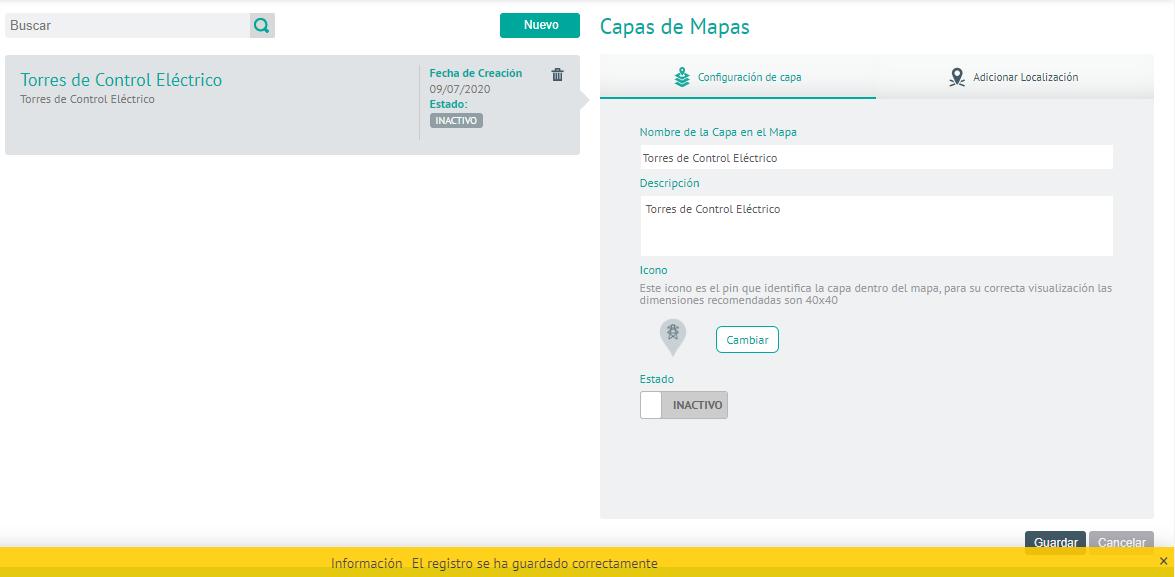 Buscar
Nuevo
Torres de Control Eléctrico
Torres de Control Eléctrico
Fecha de Creación
09/07/2020
Estado:
INACTIVO
Capas de Mapas
Configuración de capa
Adicionar Localización
Nombre de la Capa en el Mapa
Torres de Control Eléctrico
Descripción
Torres de Control Eléctrico
Icono
Este icono es el pin que identifica la capa dentro del mapa, para su correcta visualización las
dimensiones recomendadas son 40x40
Cambiar
Estado
INACTIVO
Guardar Cancelar
Información El registro se ha guardado correctamente